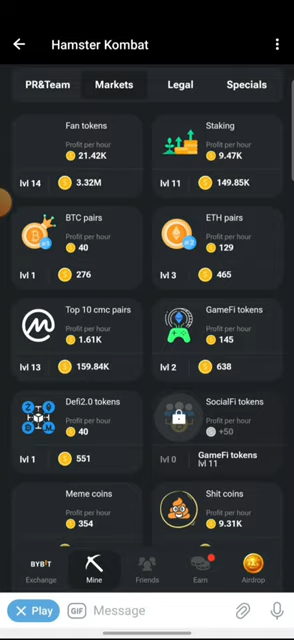 Hamster Kombat
PR&Team Markets Legal Specials
Fan tokens
Profit per hour
21.42K
lvl 14 3.32M
Staking
Profit per hour
9.47K
lvl 11 149.85K
BTC pairs
Profit per hour
40
lvl 1 276
ETH pairs
Profit per hour
129
lvl 3 465
Top 10 cmc pairs
Profit per hour
1.61K
lvl 13 159.84K
GameFi tokens
Profit per hour
145
lvl 2 638
Defi2.0 tokens
Profit per hour
40
lvl 1 551
SocialFi tokens
Profit per hour
+50
lvl 0 GameFi tokens
lvl 11
Meme coins
Profit per hour
354
Shit coins
Profit per hour
9.31K
BYBIT
Exchange Mine Friends Earn Airdrop
× Play GIF Message